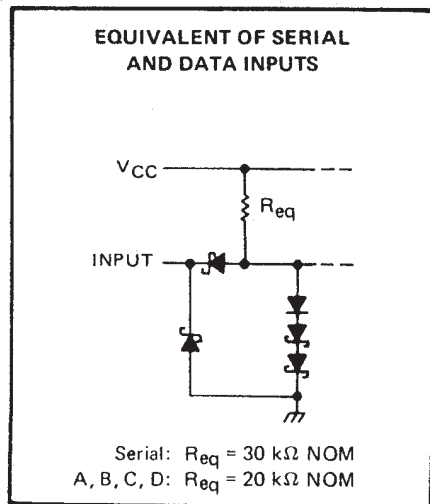 EQUIVALENT OF SERIAL
AND DATA INPUTS
VCC
Req
INPUT
Serial: Req = 30 kΩ NOM
A, B, C, D: Req = 20 kΩ NOM